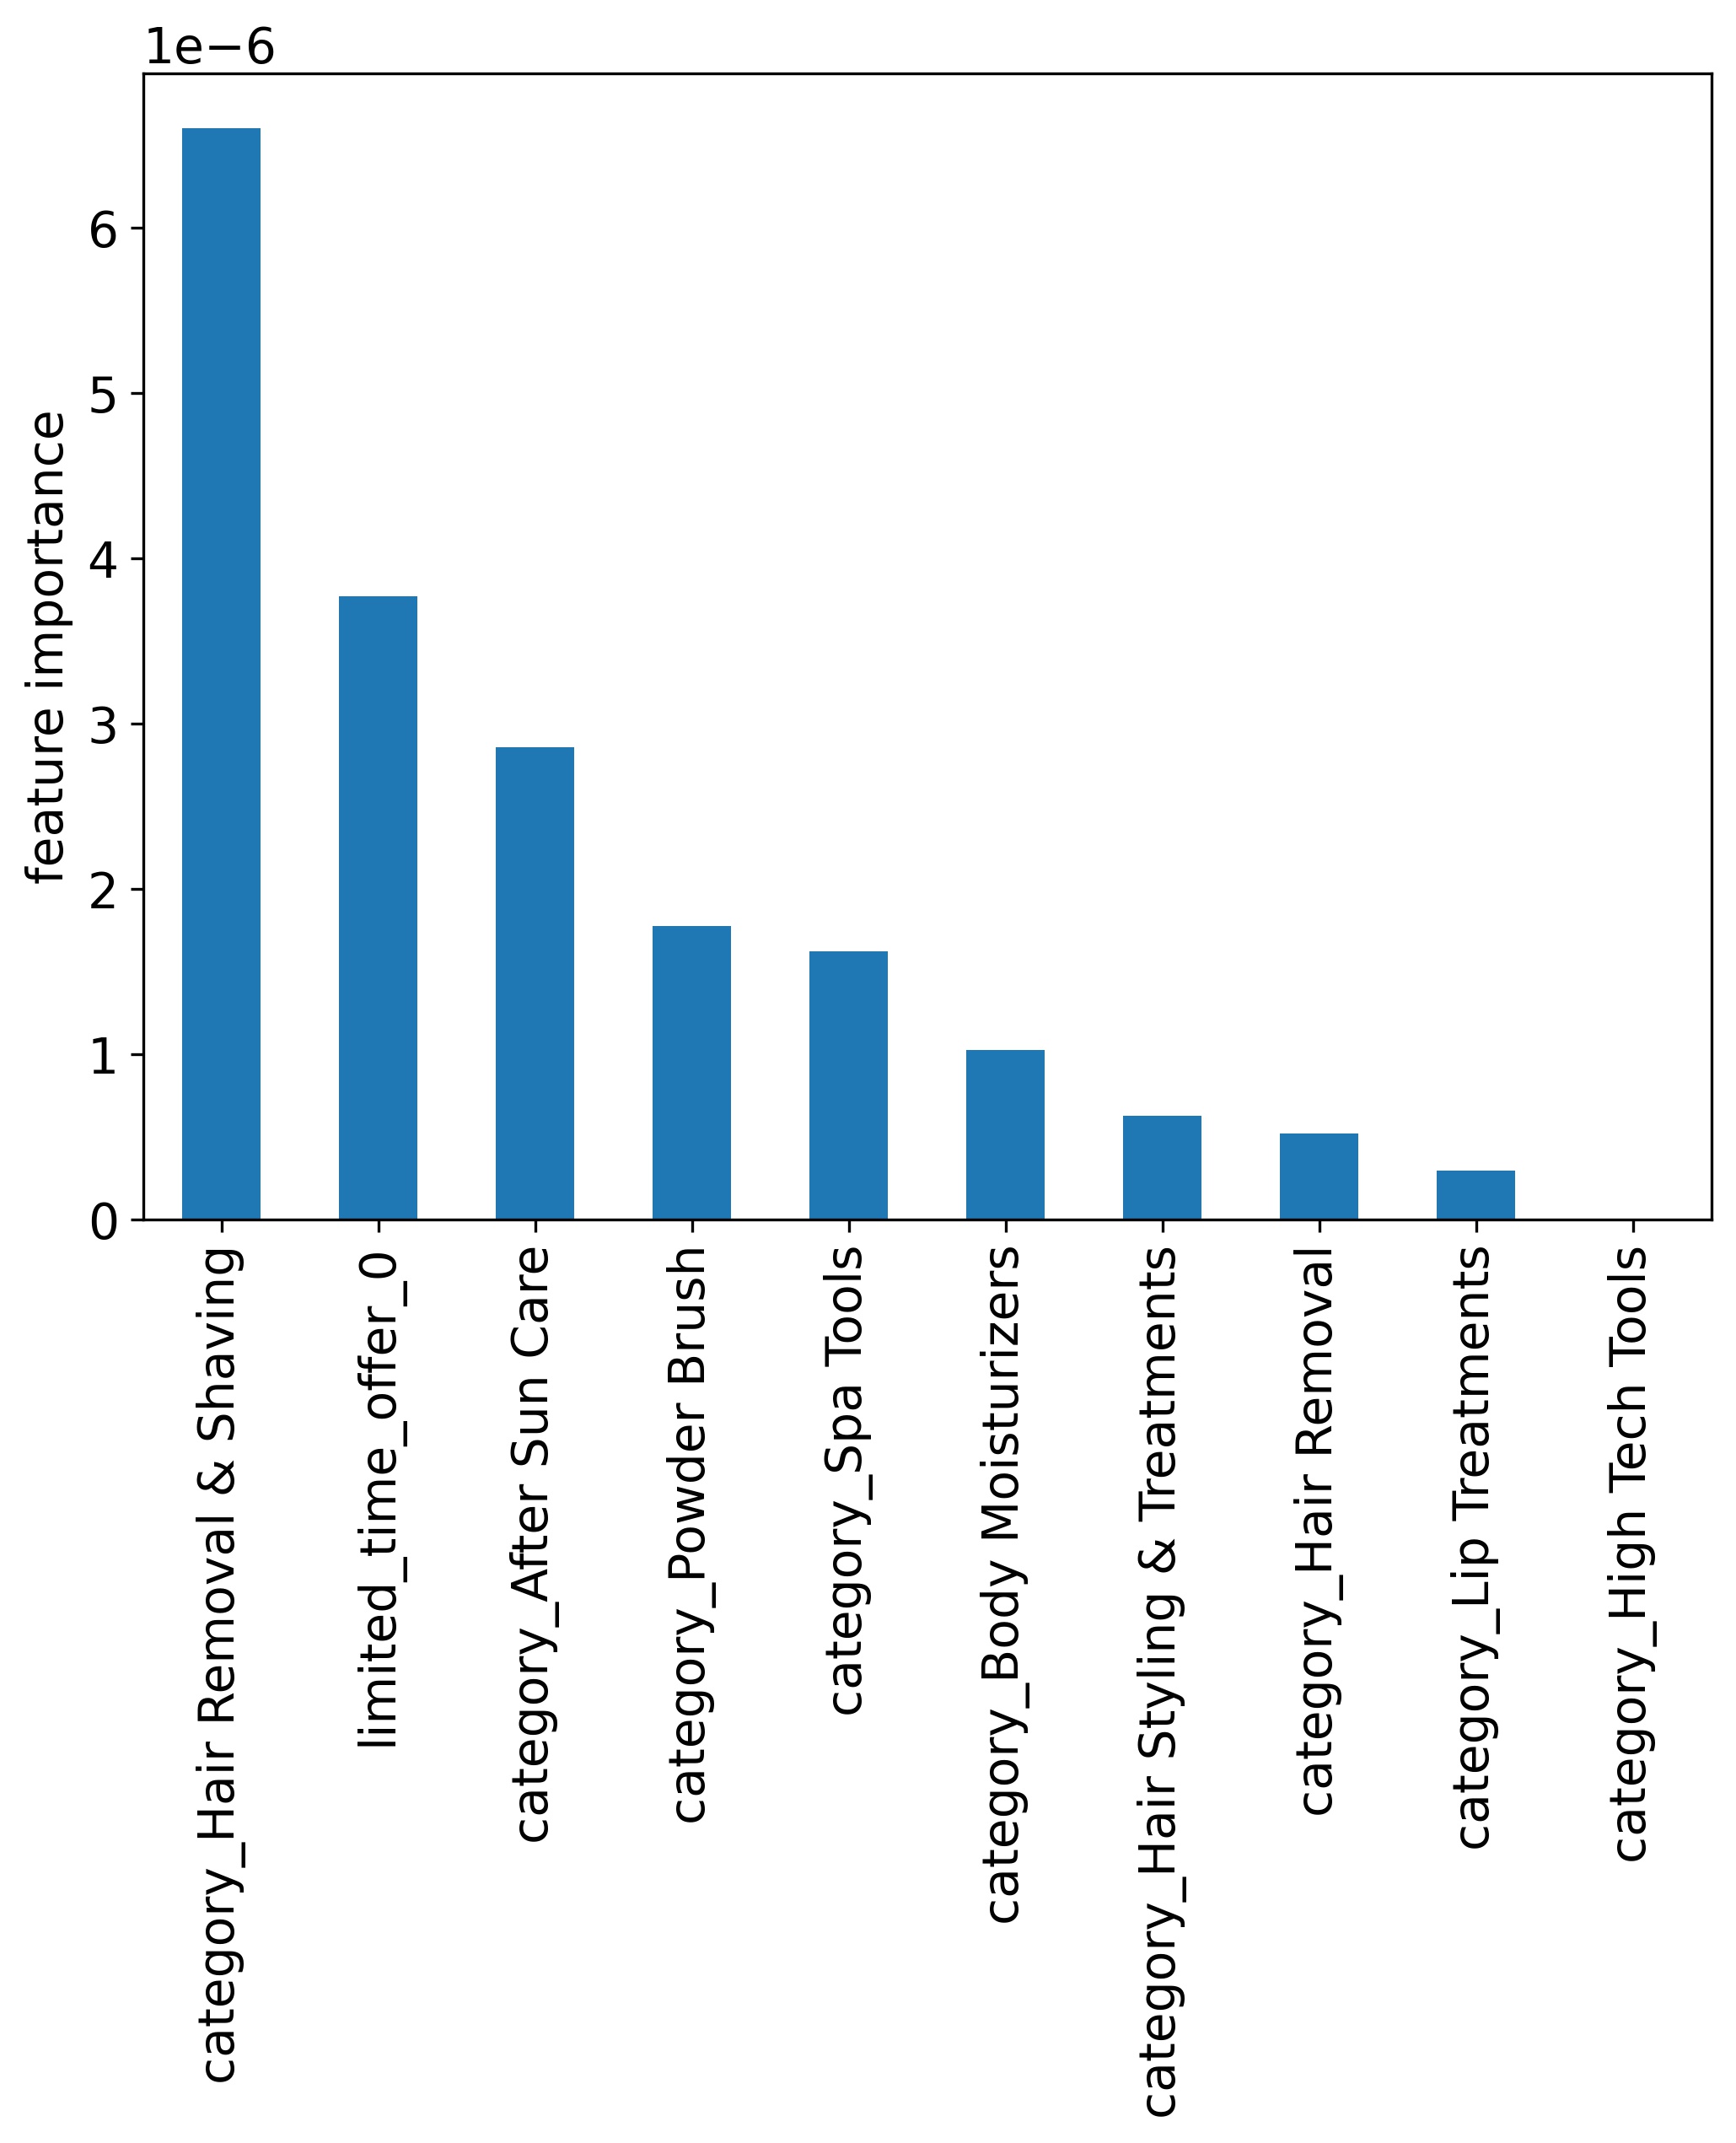 1e−6
6
5
4
3
2
1
0
feature importance
category_Hair Removal & Shaving
limited_time_offer_0
category_After Sun Care
category_Powder Brush
category_Spa Tools
category_Body Moisturizers
category_Hair Styling & Treatments
category_Hair Removal
category_Lip Treatments
category_High Tech Tools